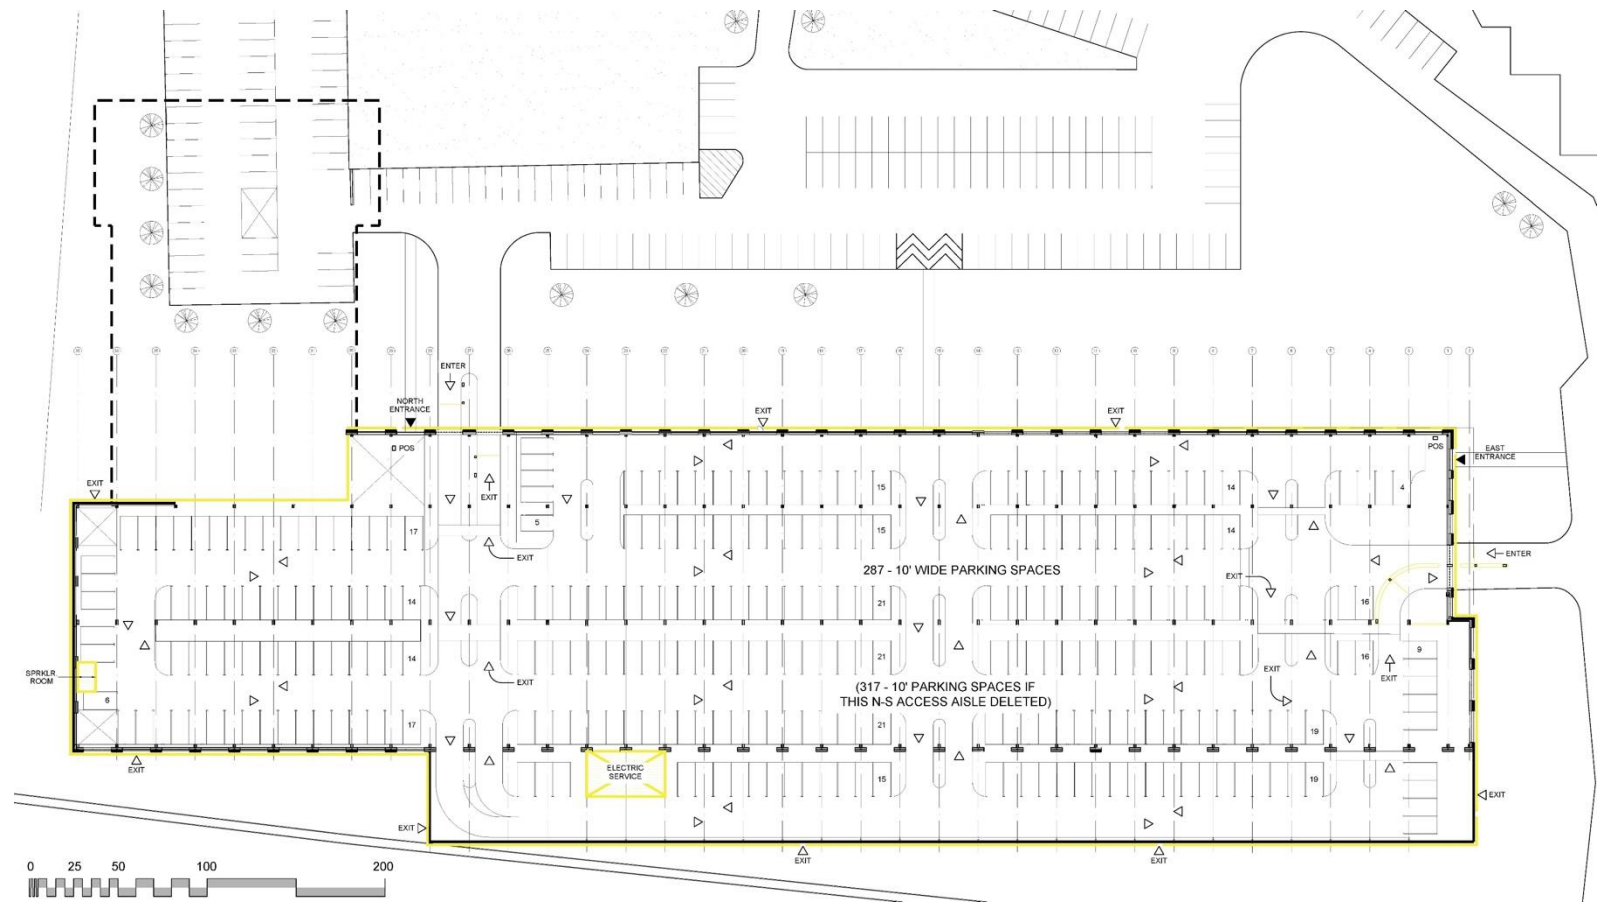 ENTER
NORTH
ENTRANCE
EXIT
EXIT
POS
POS
EAST
ENTRANCE
EXIT
EXIT
15
14
4
5
17
15
14
EXIT
ENTER
287 - 10' WIDE PARKING SPACES
EXIT
14
21
16
14
21
16
9
SPRKLR
ROOM
EXIT
EXIT
EXIT
(317 - 10' PARKING SPACES IF
THIS N-S ACCESS AISLE DELETED)
6
17
21
19
EXIT
ELECTRIC
SERVICE
15
19
EXIT
EXIT
EXIT
EXIT
0 25 50 100 200